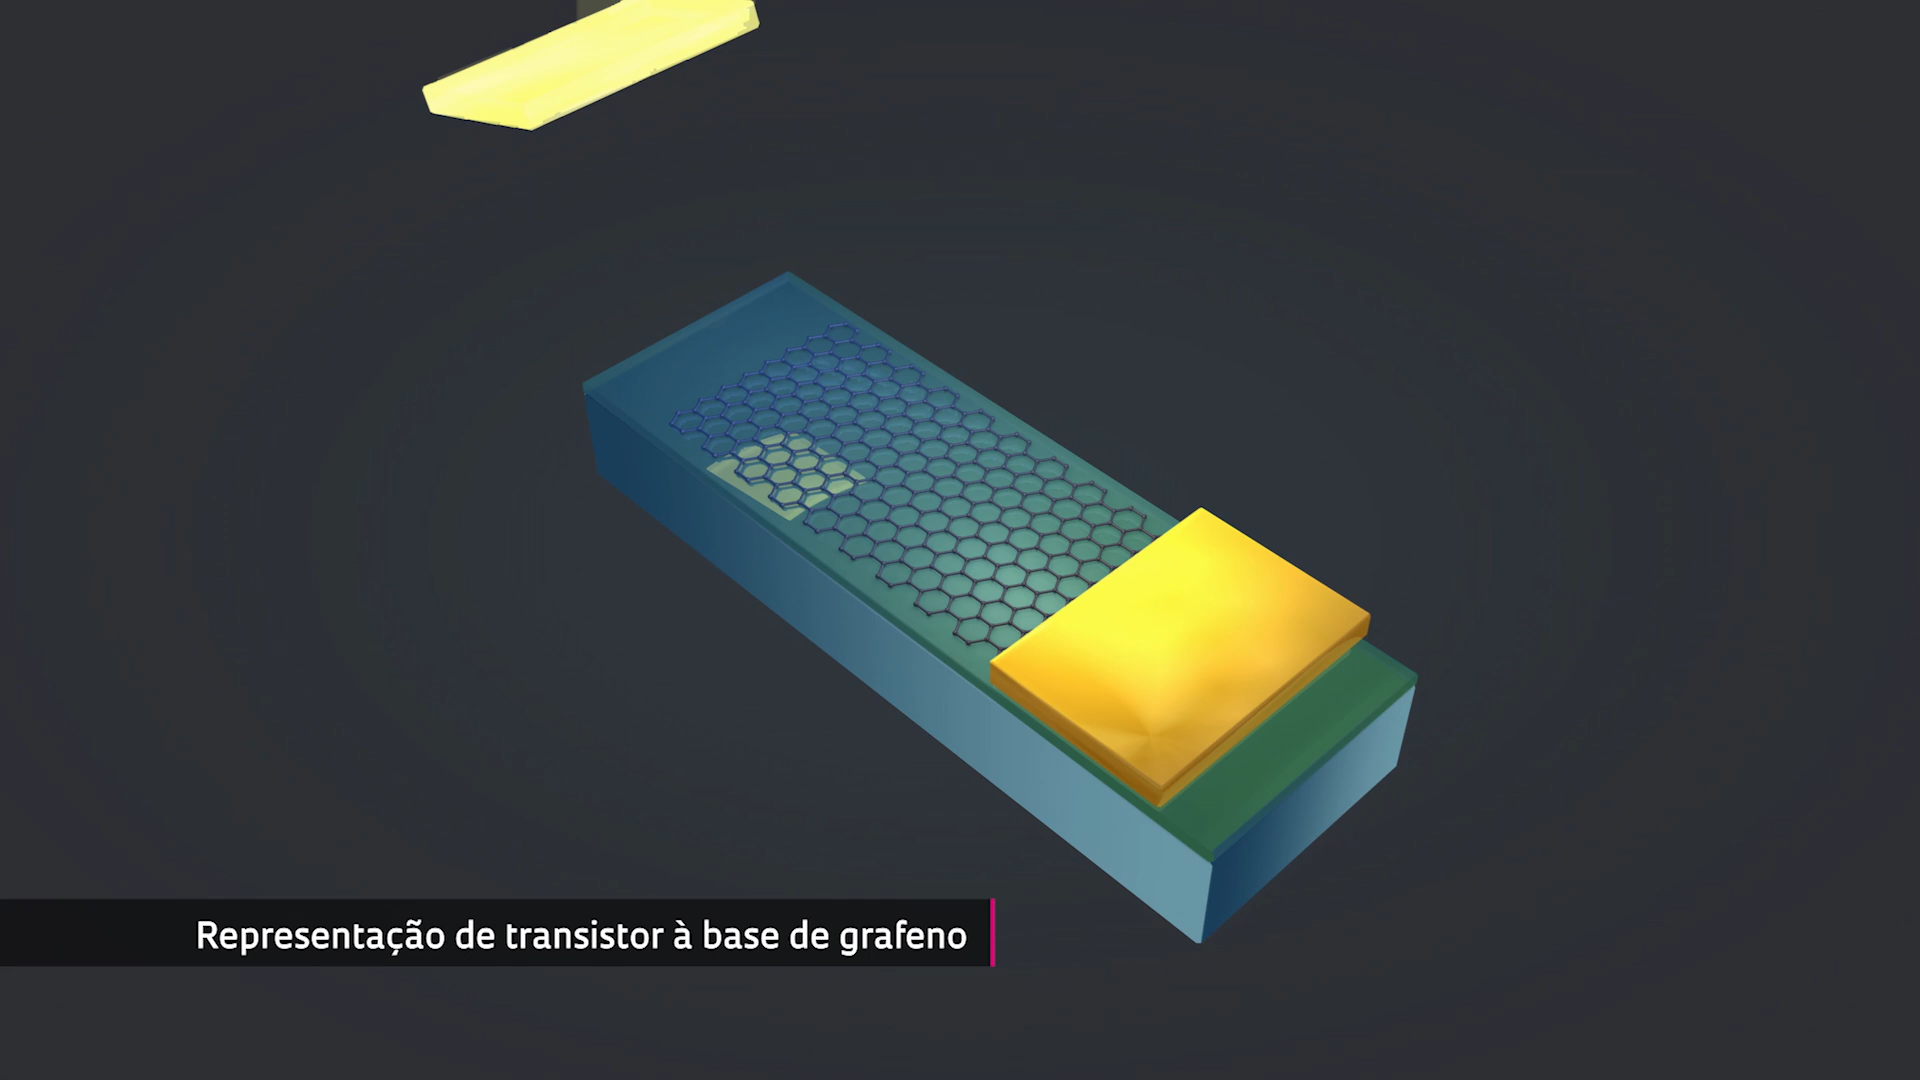 Representação de transistor à base de grafeno